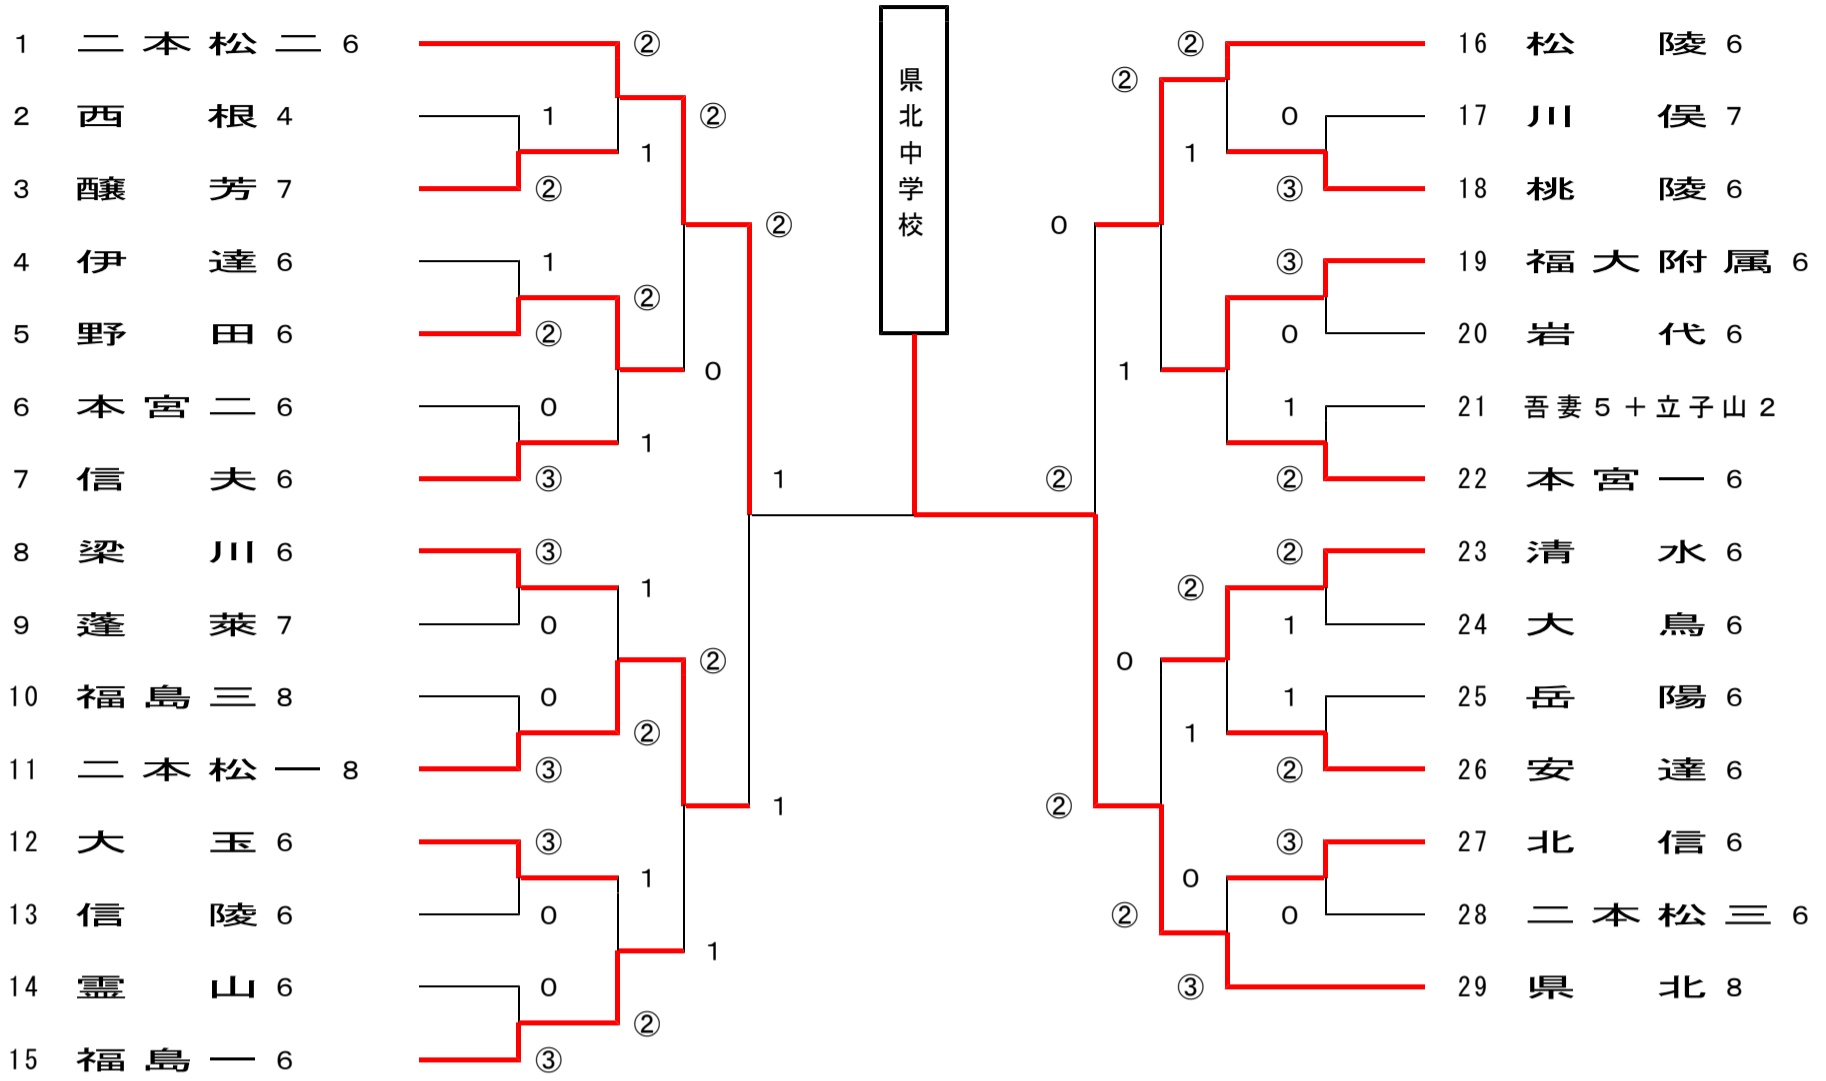 1 二本松二 6 ② ② 16 松陵 6
②
県北中学校
2 西根 4 1 ② 0 17 川俣 7
1 1
3 醸芳 7 ② ③ 18 桃陵 6
② 0
4 伊達 6 1 ③ 19 福大附属 6
②
5 野田 6 ② 0 20 岩代 6
0 1
6 本宮二 6 0 1 21 吾妻5＋立子山2
1
7 信夫 6 ③ 1 ② ② 22 本宮一 6
8 梁川 6 ③ ② 23 清水 6
1 ②
9 蓬莱 7 0 1 24 大鳥 6
② 0
10 福島三 8 0 1 25 岳陽 6
② 1
11 二本松一 8 ③ ② 26 安達 6
1 ②
12 大玉 6 ③ ③ 27 北信 6
1 0
13 信陵 6 0 ② 0 28 二本松三 6
1
14 霊山 6 0 ③ 29 県北 8
②
15 福島一 6 ③